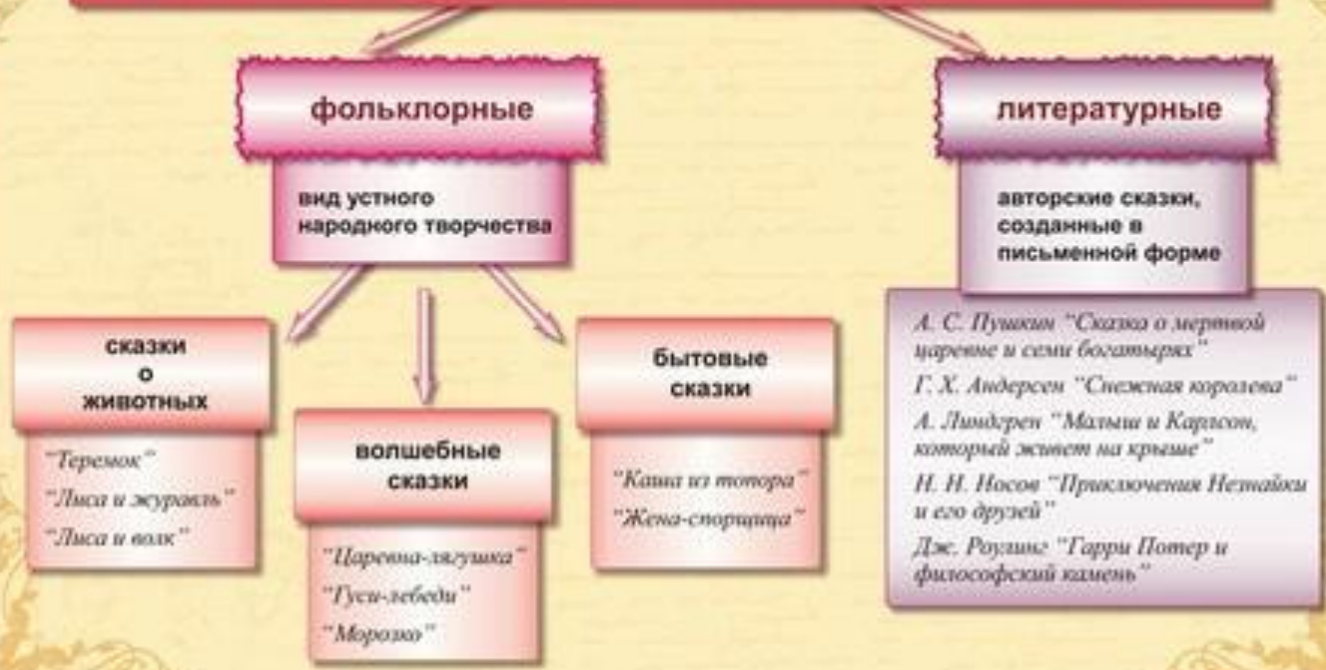 фольклорные
вид устного
народного творчества
сказки
о
животных
"Теремок"
"Лиса и журавль"
"Лиса и волк"
волшебные
сказки
"Царевна-лягушка"
"Гуси-лебеди"
"Морозко"
бытовые
сказки
"Каша из топора"
"Жена-спорщица"
литературные
авторские сказки,
созданные в
письменной форме
А. С. Пушкин "Сказка о мертвой
царевне и семи богатырях"
Г. Х. Андерсен "Снежная королева"
А. Линдгрен "Малыш и Карлсон,
который живет на крыше"
Н. Н. Носов "Приключения Незнайки
и его друзей"
Дж. Роулинг "Гарри Потер и
философский камень"